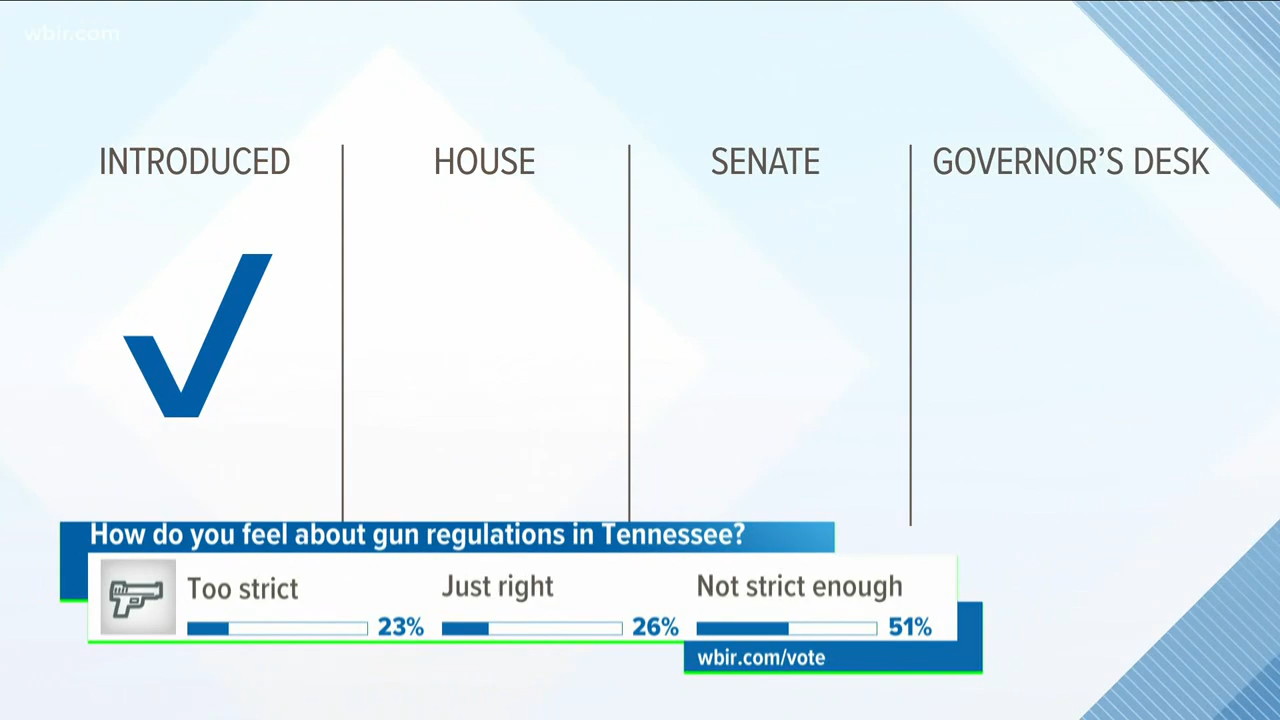 wbir.com
INTRODUCED
HOUSE
SENATE
GOVERNOR'S DESK
How do you feel about gun regulations in Tennessee?
Too strict
Just right
Not strict enough
23%
26%
51%
wbir.com/vote